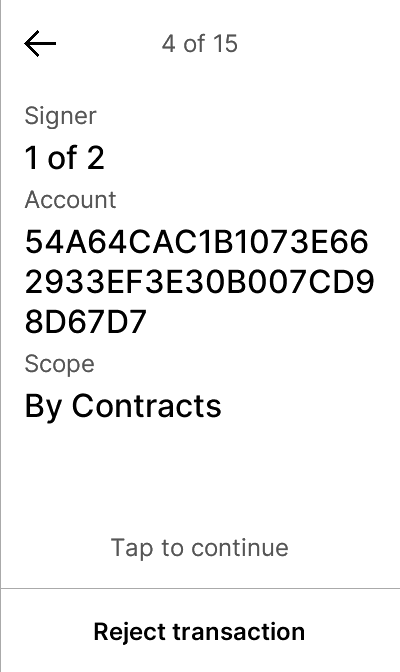 4 of 15
Signer
1 of 2
Account
54A64CAC1B1073E66
2933EF3E30B007CD9
8D67D7
Scope
By Contracts
Tap to continue
Reject transaction